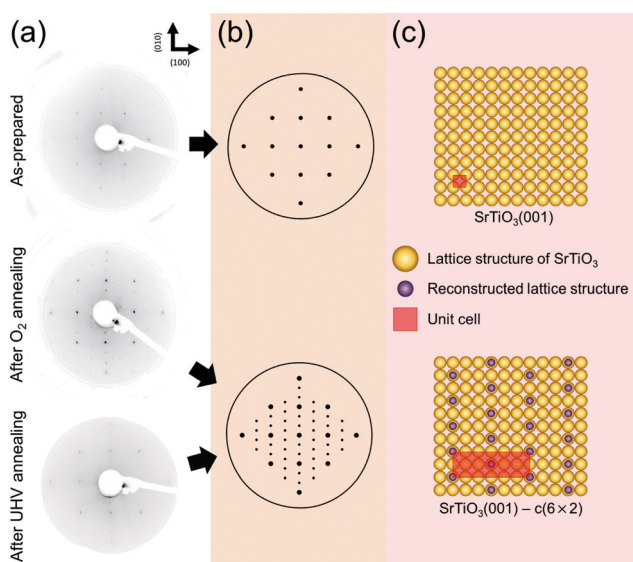 (a)
(010)
(100)
(b)
(c)
As-prepared
SrTiO₃(001)
Lattice structure of SrTiO₃
Reconstructed lattice structure
Unit cell
After O₂ annealing
After UHV annealing
SrTiO₃(001) – c(6×2)